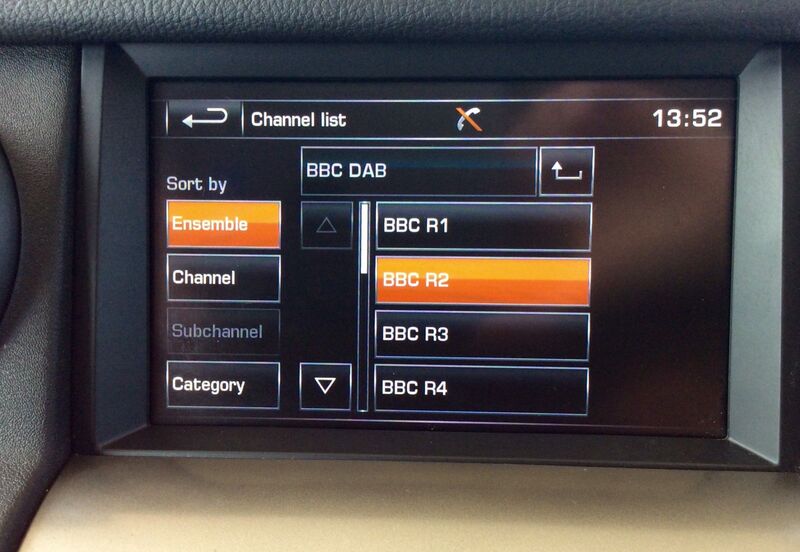 Channel list
13:52
BBC DAB
Sort by
Ensemble
BBC R1
Channel
BBC R2
Subchannel
BBC R3
Category
BBC R4